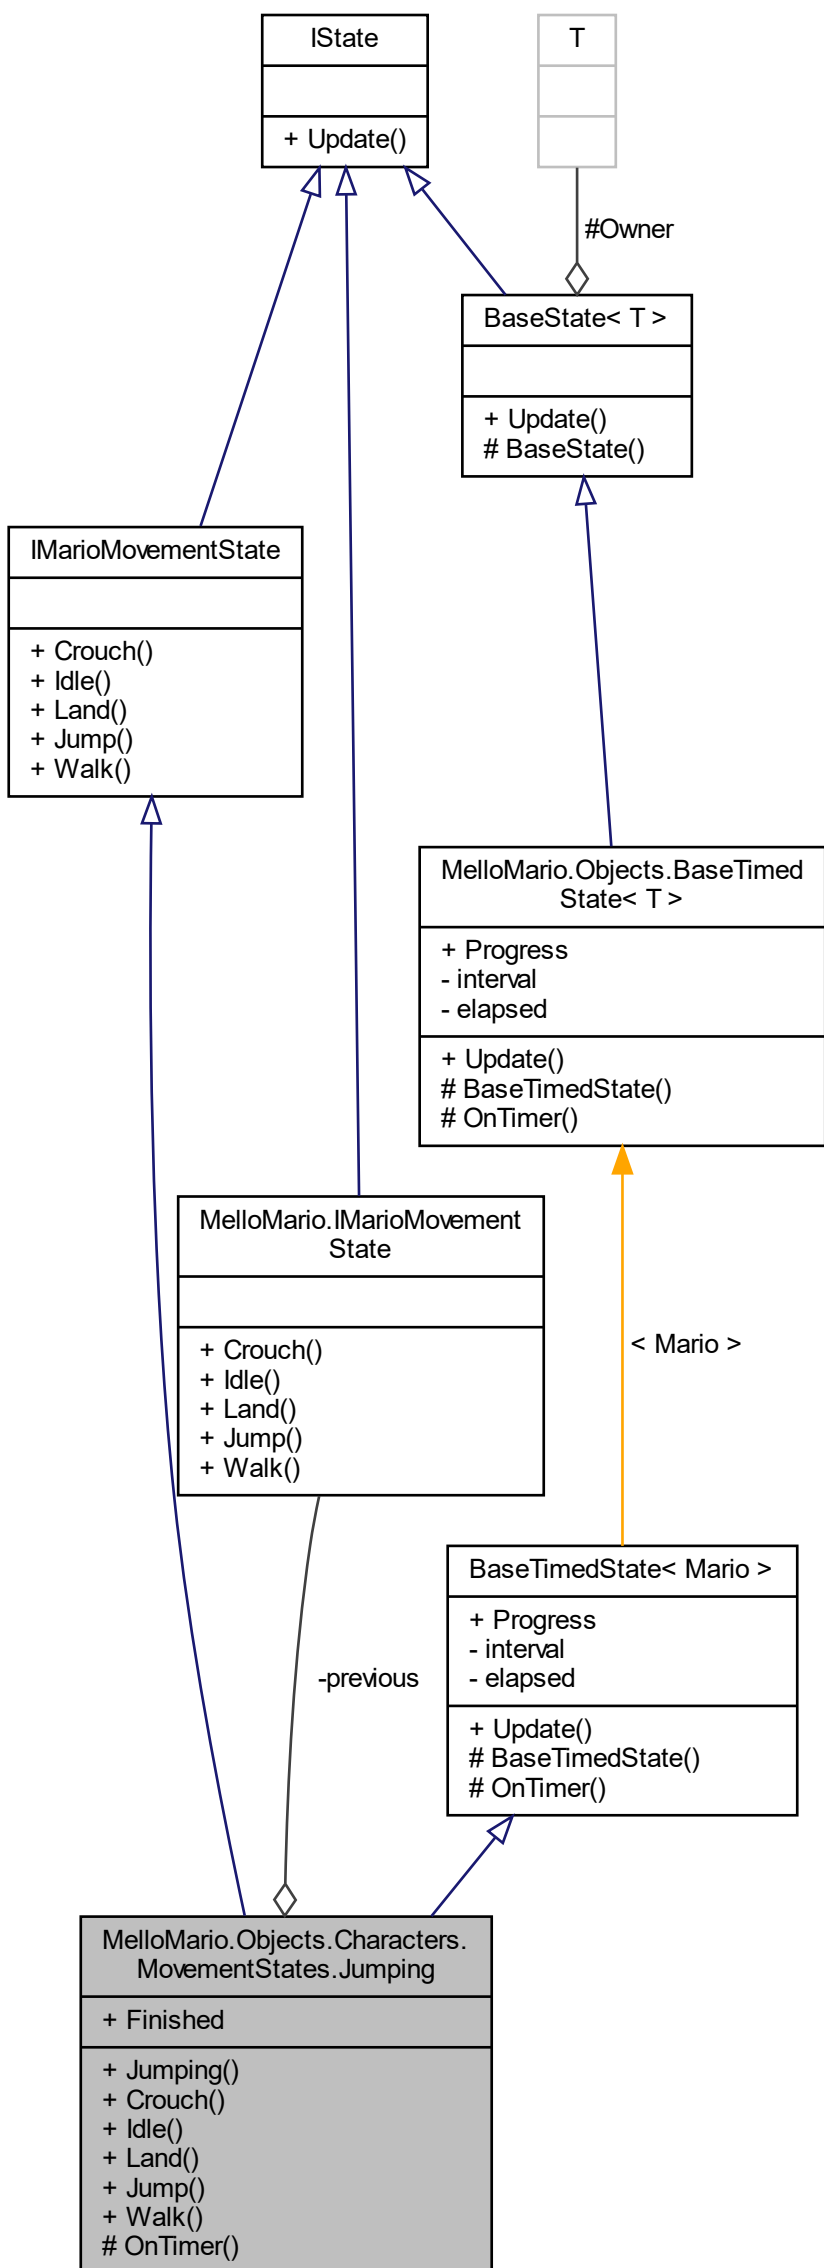 IState
+ Update()
T
#Owner
BaseState< T >
+ Update()
# BaseState()
IMarioMovementState
+ Crouch()
+ Idle()
+ Land()
+ Jump()
+ Walk()
MelloMario.Objects.BaseTimed
State< T >
+ Progress
- interval
- elapsed
+ Update()
# BaseTimedState()
# OnTimer()
MelloMario.IMarioMovement
State
+ Crouch()
+ Idle()
+ Land()
+ Jump()
+ Walk()
< Mario >
BaseTimedState< Mario >
+ Progress
- interval
- elapsed
+ Update()
# BaseTimedState()
# OnTimer()
-previous
MelloMario.Objects.Characters.
MovementStates.Jumping
+ Finished
+ Jumping()
+ Crouch()
+ Idle()
+ Land()
+ Jump()
+ Walk()
# OnTimer()